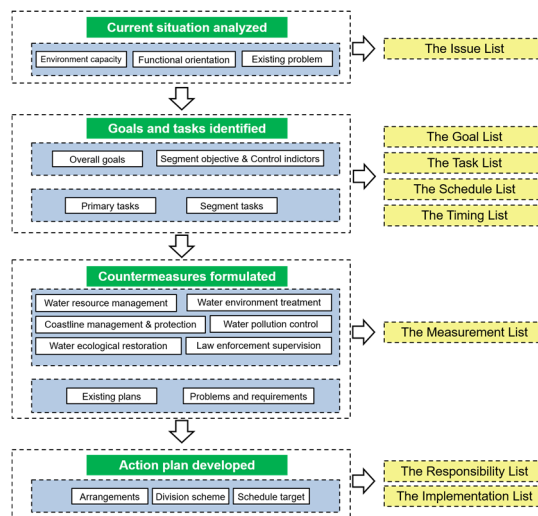 Current situation analyzed
Environment capacity
Functional orientation
Existing problem
The Issue List
Goals and tasks identified
Overall goals
Segment objective & Control indictors
Primary tasks
Segment tasks
The Goal List
The Task List
The Schedule List
The Timing List
Countermeasures formulated
Water resource management
Water environment treatment
Coastline management & protection
Water pollution control
Water ecological restoration
Law enforcement supervision
Existing plans
Problems and requirements
The Measurement List
Action plan developed
Arrangements
Division scheme
Schedule target
The Responsibility List
The Implementation List